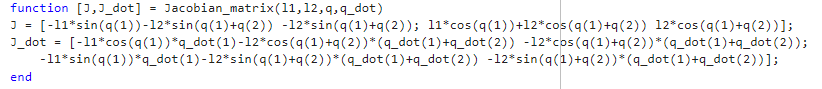 function [J,J_dot] = Jacobian_matrix(l1,l2,q,q_dot)
J = [-l1*sin(q(1))-l2*sin(q(1)+q(2)) -l2*sin(q(1)+q(2)); l1*cos(q(1))+l2*cos(q(1)+q(2)) l2*cos(q(1)+q(2))];
J_dot = [-l1*cos(q(1))*q_dot(1)-l2*cos(q(1)+q(2))*(q_dot(1)+q_dot(2)) -l2*cos(q(1)+q(2))*(q_dot(1)+q_dot(2));
-l1*sin(q(1))*q_dot(1)-l2*sin(q(1)+q(2))*(q_dot(1)+q_dot(2)) -l2*sin(q(1)+q(2))*(q_dot(1)+q_dot(2))];
end